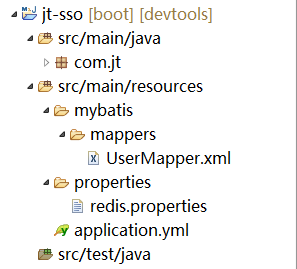 jt-sso [boot] [devtools]
src/main/java
com.jt
src/main/resources
mybatis
mappers
UserMapper.xml
properties
redis.properties
application.yml
src/test/java